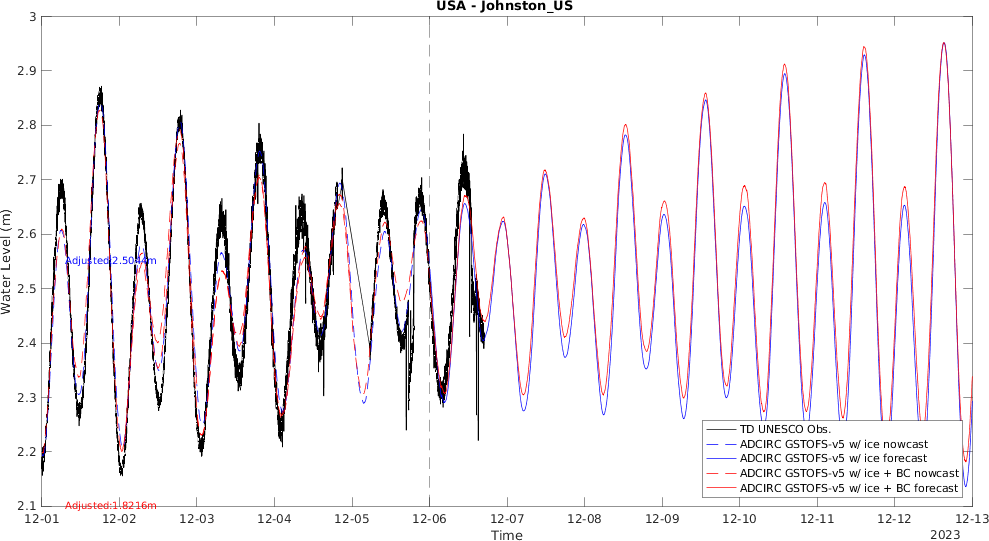 USA - Johnston_US
Water Level (m)
3
2.9
2.8
2.7
2.6
2.5
2.4
2.3
2.2
2.1
Adjusted:2.5047m
Adjusted:1.8216m
TD UNESCO Obs.
ADCIRC GSTOFS-v5 w/ ice nowcast
ADCIRC GSTOFS-v5 w/ ice forecast
ADCIRC GSTOFS-v5 w/ ice + BC nowcast
ADCIRC GSTOFS-v5 w/ ice + BC forecast
12-01 12-02 12-03 12-04 12-05 12-06 12-07 12-08 12-09 12-10 12-11 12-12 12-13
Time
2023